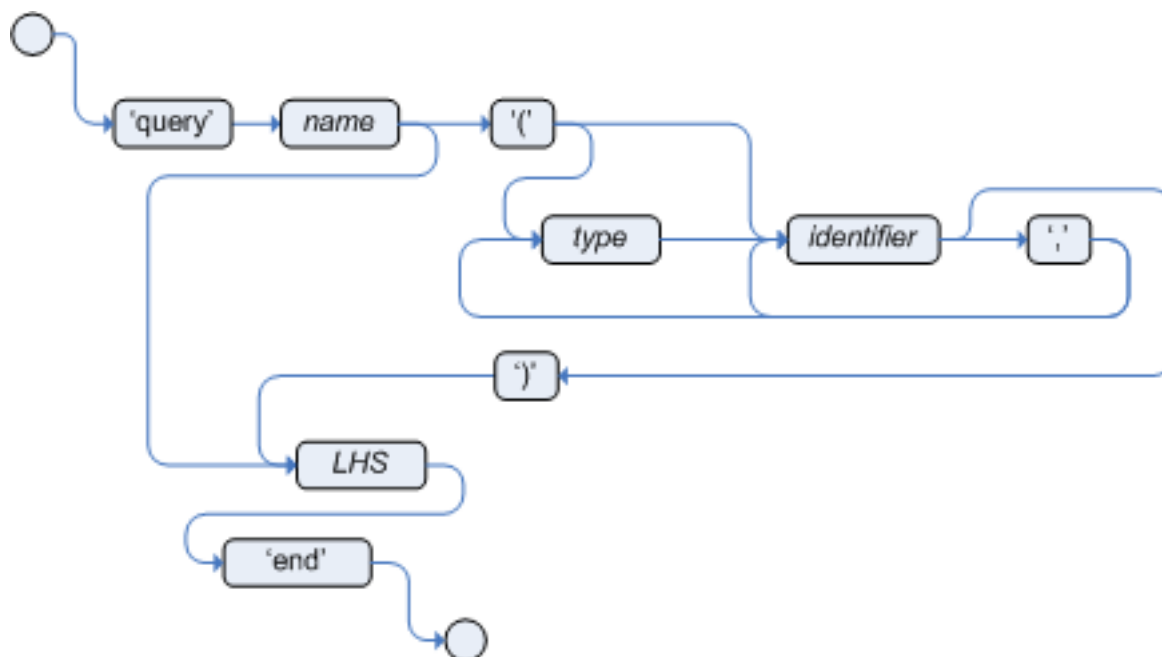 ‘query’
name
‘(’
type
identifier
‘,’
‘)’
LHS
‘end’